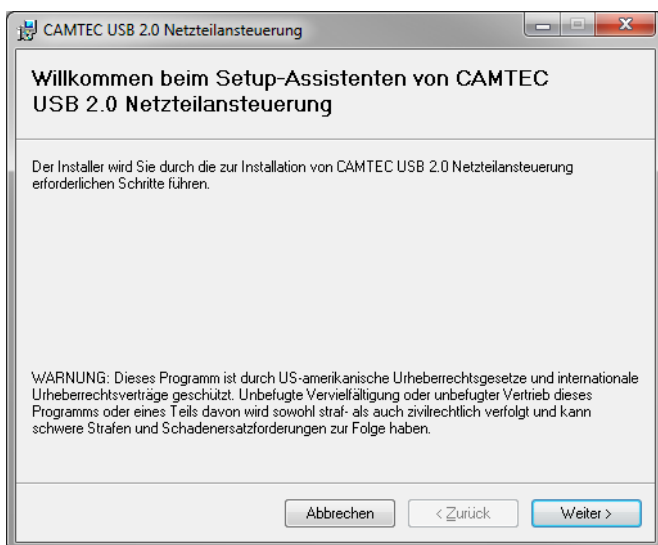 CAMTEC USB 2.0 Netzteilansteuerung
Willkommen beim Setup-Assistenten von CAMTEC
USB 2.0 Netzteilansteuerung
Der Installer wird Sie durch die zur Installation von CAMTEC USB 2.0 Netzteilansteuerung
erforderlichen Schritte führen.
WARNUNG: Dieses Programm ist durch US-amerikanische Urheberrechtsgesetze und internationale
Urheberrechtsverträge geschützt. Unbefugte Vervielfältigung oder unbefugter Vertrieb dieses
Programms oder eines Teils davon wird sowohl straf- als auch zivilrechtlich verfolgt und kann
schwere Strafen und Schadenersatzforderungen zur Folge haben.
Abbrechen < Zurück Weiter >